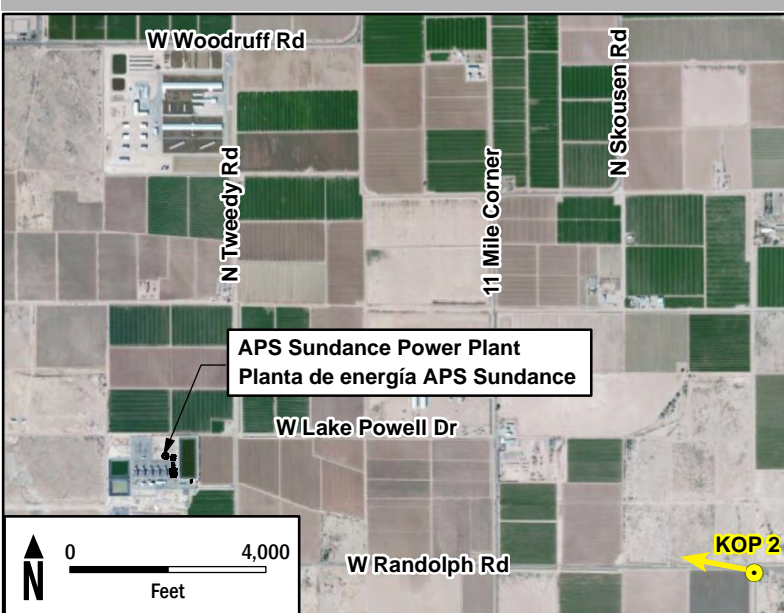 W Woodruff Rd
N Skousen Rd
N Tweedy Rd
11 Mile Corner
APS Sundance Power Plant
Planta de energía APS Sundance
W Lake Powell Dr
KOP 2
W Randolph Rd
0 4,000
Feet
N